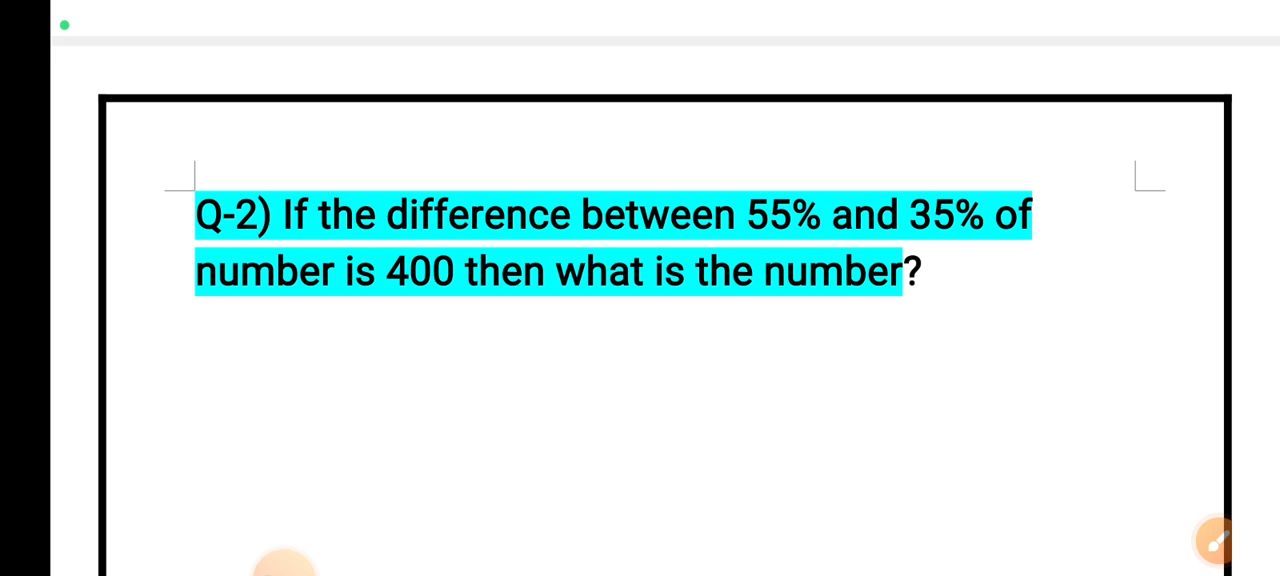 Q-2) If the difference between 55% and 35% of
number is 400 then what is the number?